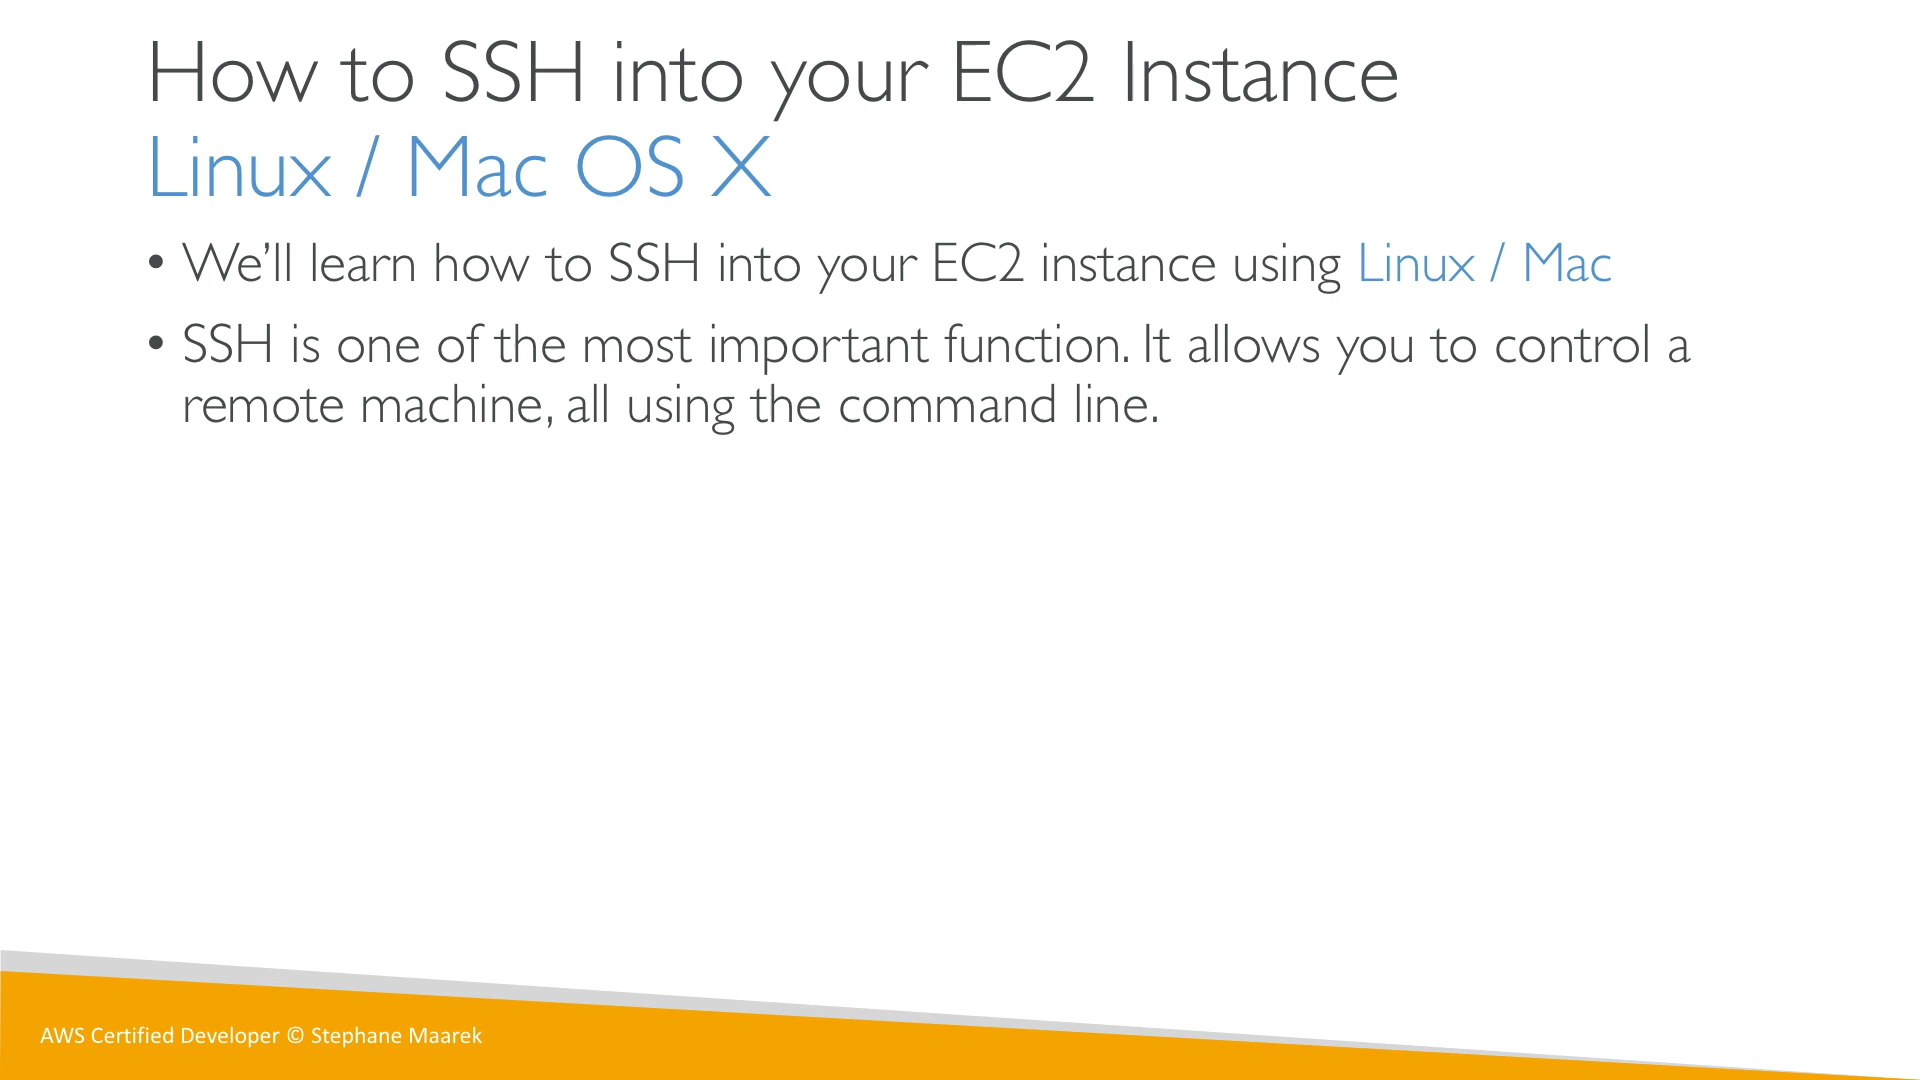 How to SSH into your EC2 Instance
Linux / Mac OS X
• We’ll learn how to SSH into your EC2 instance using Linux / Mac
• SSH is one of the most important function. It allows you to control a
remote machine, all using the command line.
AWS Certified Developer © Stephane Maarek